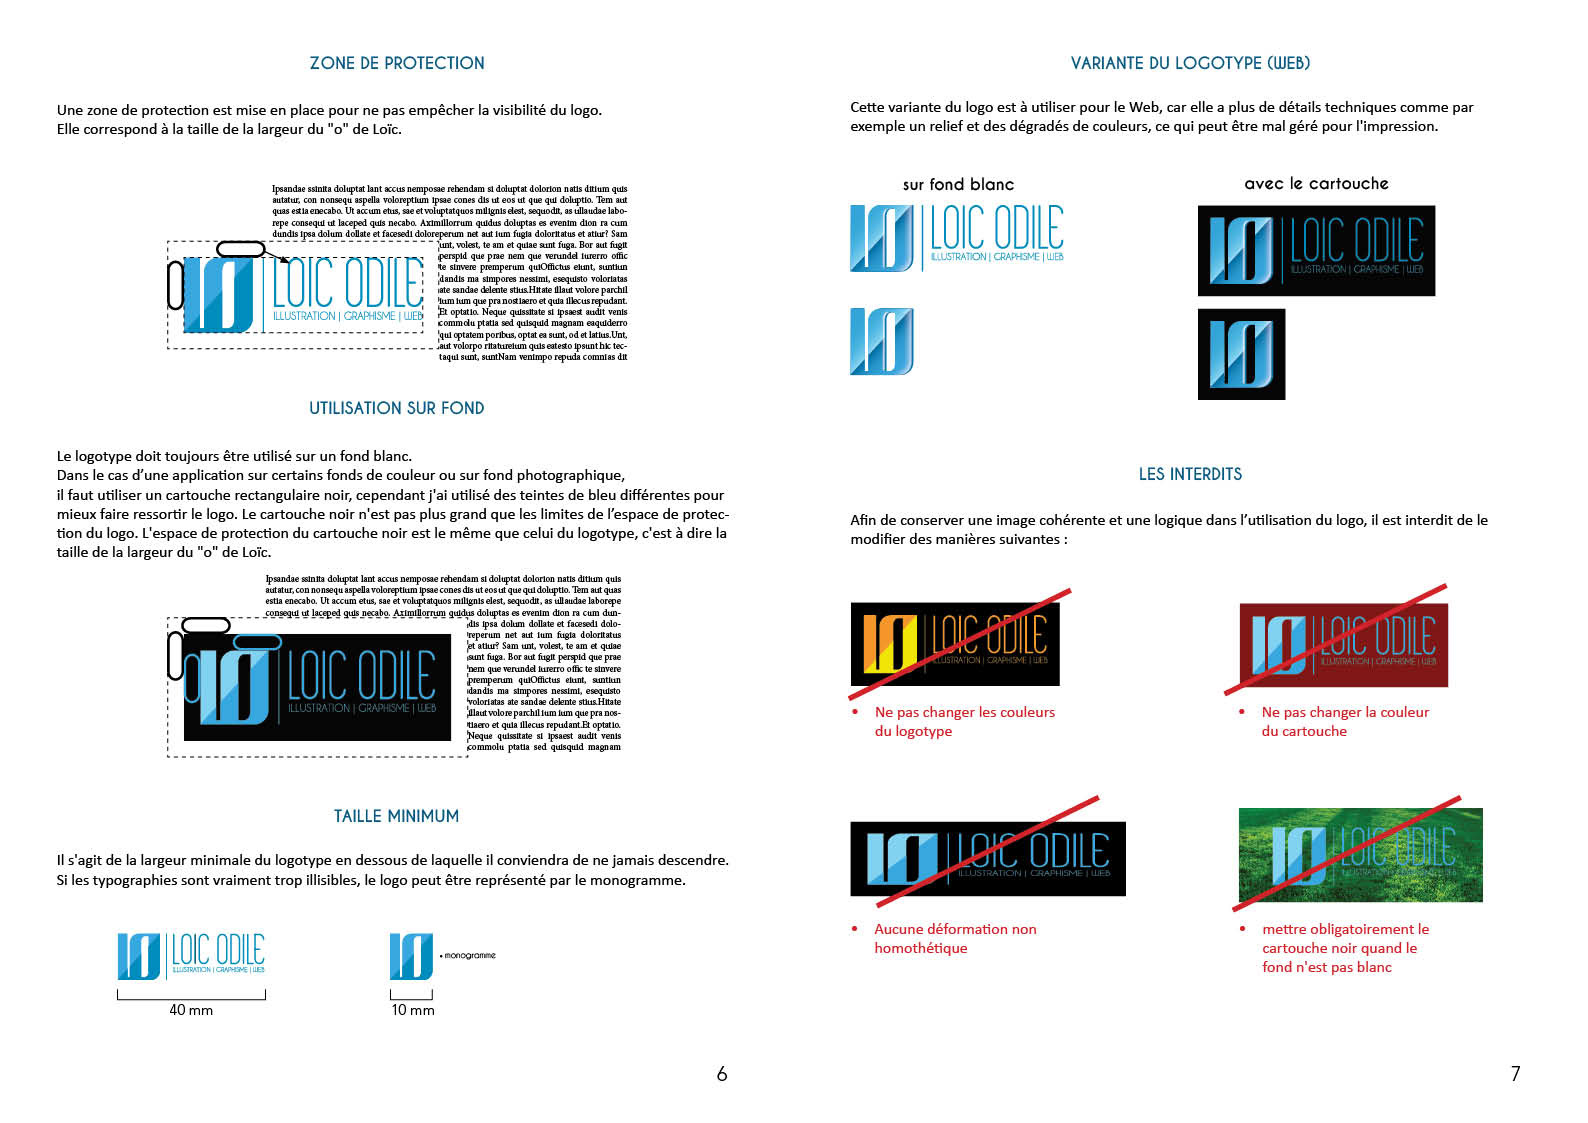 ZONE DE PROTECTION
Une zone de protection est mise en place pour ne pas empêcher la visibilité du logo.
Elle correspond à la taille de la largeur du "o" de Loïc.
Ipsandae ssinita doluptat lant accus nemposae rehendam si doluptat dolorion natis ditium quis
autatur, con nonsequ aspella voloreptium ipsae cones dis ut eos ut que qui doluptio. Tem aut
quas estia enecabo. Ut accum etus, sae et voluptatquos milignis elest, sequodit, as ullaudae labo-
repe consequi ut laceped quis necabo. Aximillorrum quidus doluptas es evenim dion ra cum
dundis ipsa dolum dollate et facesedi doloreperum net aut ium fugia doloritatus et atiur? Sam
unt, volest, te am et quiae sunt fuga. Bor aut fugit
perspid que prae nem que verundel iurerro offic
te sinvere premperum quiOffictus eiunt, suntiun
dandis ma simpores nessimi, esequisto voloriatas
ate sandae delente stius.Hitate illaut volore parchil
ium ium que pra nostiaero et quia illecus repudant.
Et optatio. Neque quissitate si ipsaest audit venis
commolu ptatia sed quisquid magnam eaquiderro
qui optatem poribus, optat ea sunt, od et latius.Unt,
aut volorpo ritatureium quis eatesto ipsunt hic tec-
taqui sunt, suntNam venimpo repuda comnias dit
LOIC ODILE
ILLUSTRATION | GRAPHISME | WEB
UTILISATION SUR FOND
Le logotype doit toujours être utilisé sur un fond blanc.
Dans le cas d’une application sur certains fonds de couleur ou sur fond photographique,
il faut utiliser un cartouche rectangulaire noir, cependant j'ai utilisé des teintes de bleu différentes pour
mieux faire ressortir le logo. Le cartouche noir n'est pas plus grand que les limites de l’espace de protec-
tion du logo. L'espace de protection du cartouche noir est le même que celui du logotype, c'est à dire la
taille de la largeur du "o" de Loïc.
Ipsandae ssinita doluptat lant accus nemposae rehendam si doluptat dolorion natis ditium quis
autatur, con nonsequ aspella voloreptium ipsae cones dis ut eos ut que qui doluptio. Tem aut quas
estia enecabo. Ut accum etus, sae et voluptatquos milignis elest, sequodit, as ullaudae laborepe
consequi ut laceped quis necabo. Aximillorrum quidus doluptas es evenim dion ra cum dun-
dis ipsa dolum dollate et facesedi dolo-
reperum net aut ium fugia doloritatus
et atiur? Sam unt, volest, te am et quiae
sunt fuga. Bor aut fugit perspid que prae
nem que verundel iurerro offic te sinvere
premperum quiOffictus eiunt, suntiun
dandis ma simpores nessimi, esequisto
voloriatas ate sandae delente stius.Hitate
illaut volore parchil ium ium que pra nos-
tiaero et quia illecus repudant.Et optatio.
Neque quissitate si ipsaest audit venis
commolu ptatia sed quisquid magnam
LOIC ODILE
ILLUSTRATION | GRAPHISME | WEB
TAILLE MINIMUM
Il s'agit de la largeur minimale du logotype en dessous de laquelle il conviendra de ne jamais descendre.
Si les typographies sont vraiment trop illisibles, le logo peut être représenté par le monogramme.
LOIC ODILE
ILLUSTRATION | GRAPHISME | WEB
• monogramme
40 mm
10 mm
6
VARIANTE DU LOGOTYPE (WEB)
Cette variante du logo est à utiliser pour le Web, car elle a plus de détails techniques comme par
exemple un relief et des dégradés de couleurs, ce qui peut être mal géré pour l'impression.
sur fond blanc
avec le cartouche
LOIC ODILE
ILLUSTRATION | GRAPHISME | WEB
LOIC ODILE
ILLUSTRATION | GRAPHISME | WEB
LES INTERDITS
Afin de conserver une image cohérente et une logique dans l’utilisation du logo, il est interdit de le
modifier des manières suivantes :
LOIC ODILE
ILLUSTRATION | GRAPHISME | WEB
LOIC ODILE
ILLUSTRATION | GRAPHISME | WEB
• Ne pas changer les couleurs
du logotype
• Ne pas changer la couleur
du cartouche
LOIC ODILE
ILLUSTRATION | GRAPHISME | WEB
LOIC ODILE
• Aucune déformation non
homothétique
• mettre obligatoirement le
cartouche noir quand le
fond n'est pas blanc
7